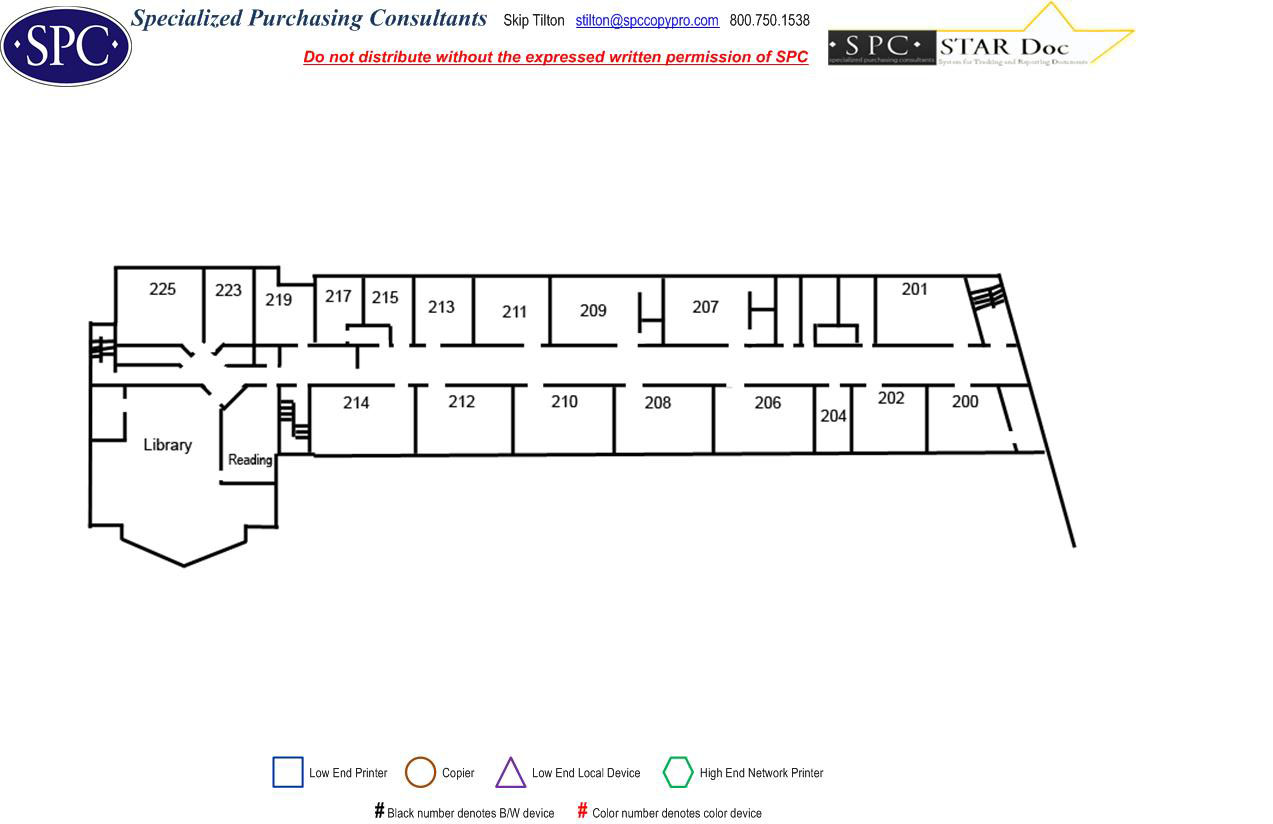 ·SPC·
Specialized Purchasing Consultants Skip Tilton stilton@spccopypro.com 800.750.1538
Do not distribute without the expressed written permission of SPC
·SPC· STAR Doc
specialized purchasing consultants System for Tracking and Reporting Documents
225 223 219 217 215 213 211 209 207 201
214 212 210 208 206 204 202 200
Library
Reading
Low End Printer Copier Low End Local Device High End Network Printer
# Black number denotes B/W device # Color number denotes color device